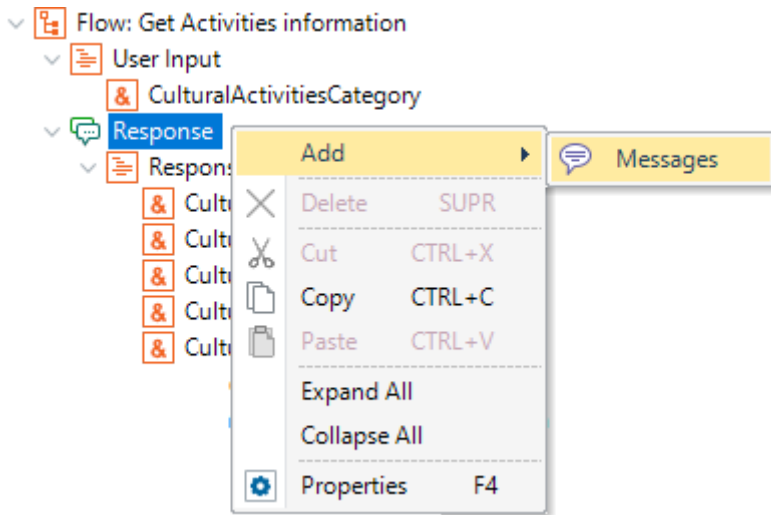 Flow: Get Activities information
User Input
& CulturalActivitiesCategory
Response
Add
Messages
&
Delete SUPR
&
Cut CTRL+X
&
Copy CTRL+C
&
Paste CTRL+V
&
Expand All
Collapse All
Properties F4